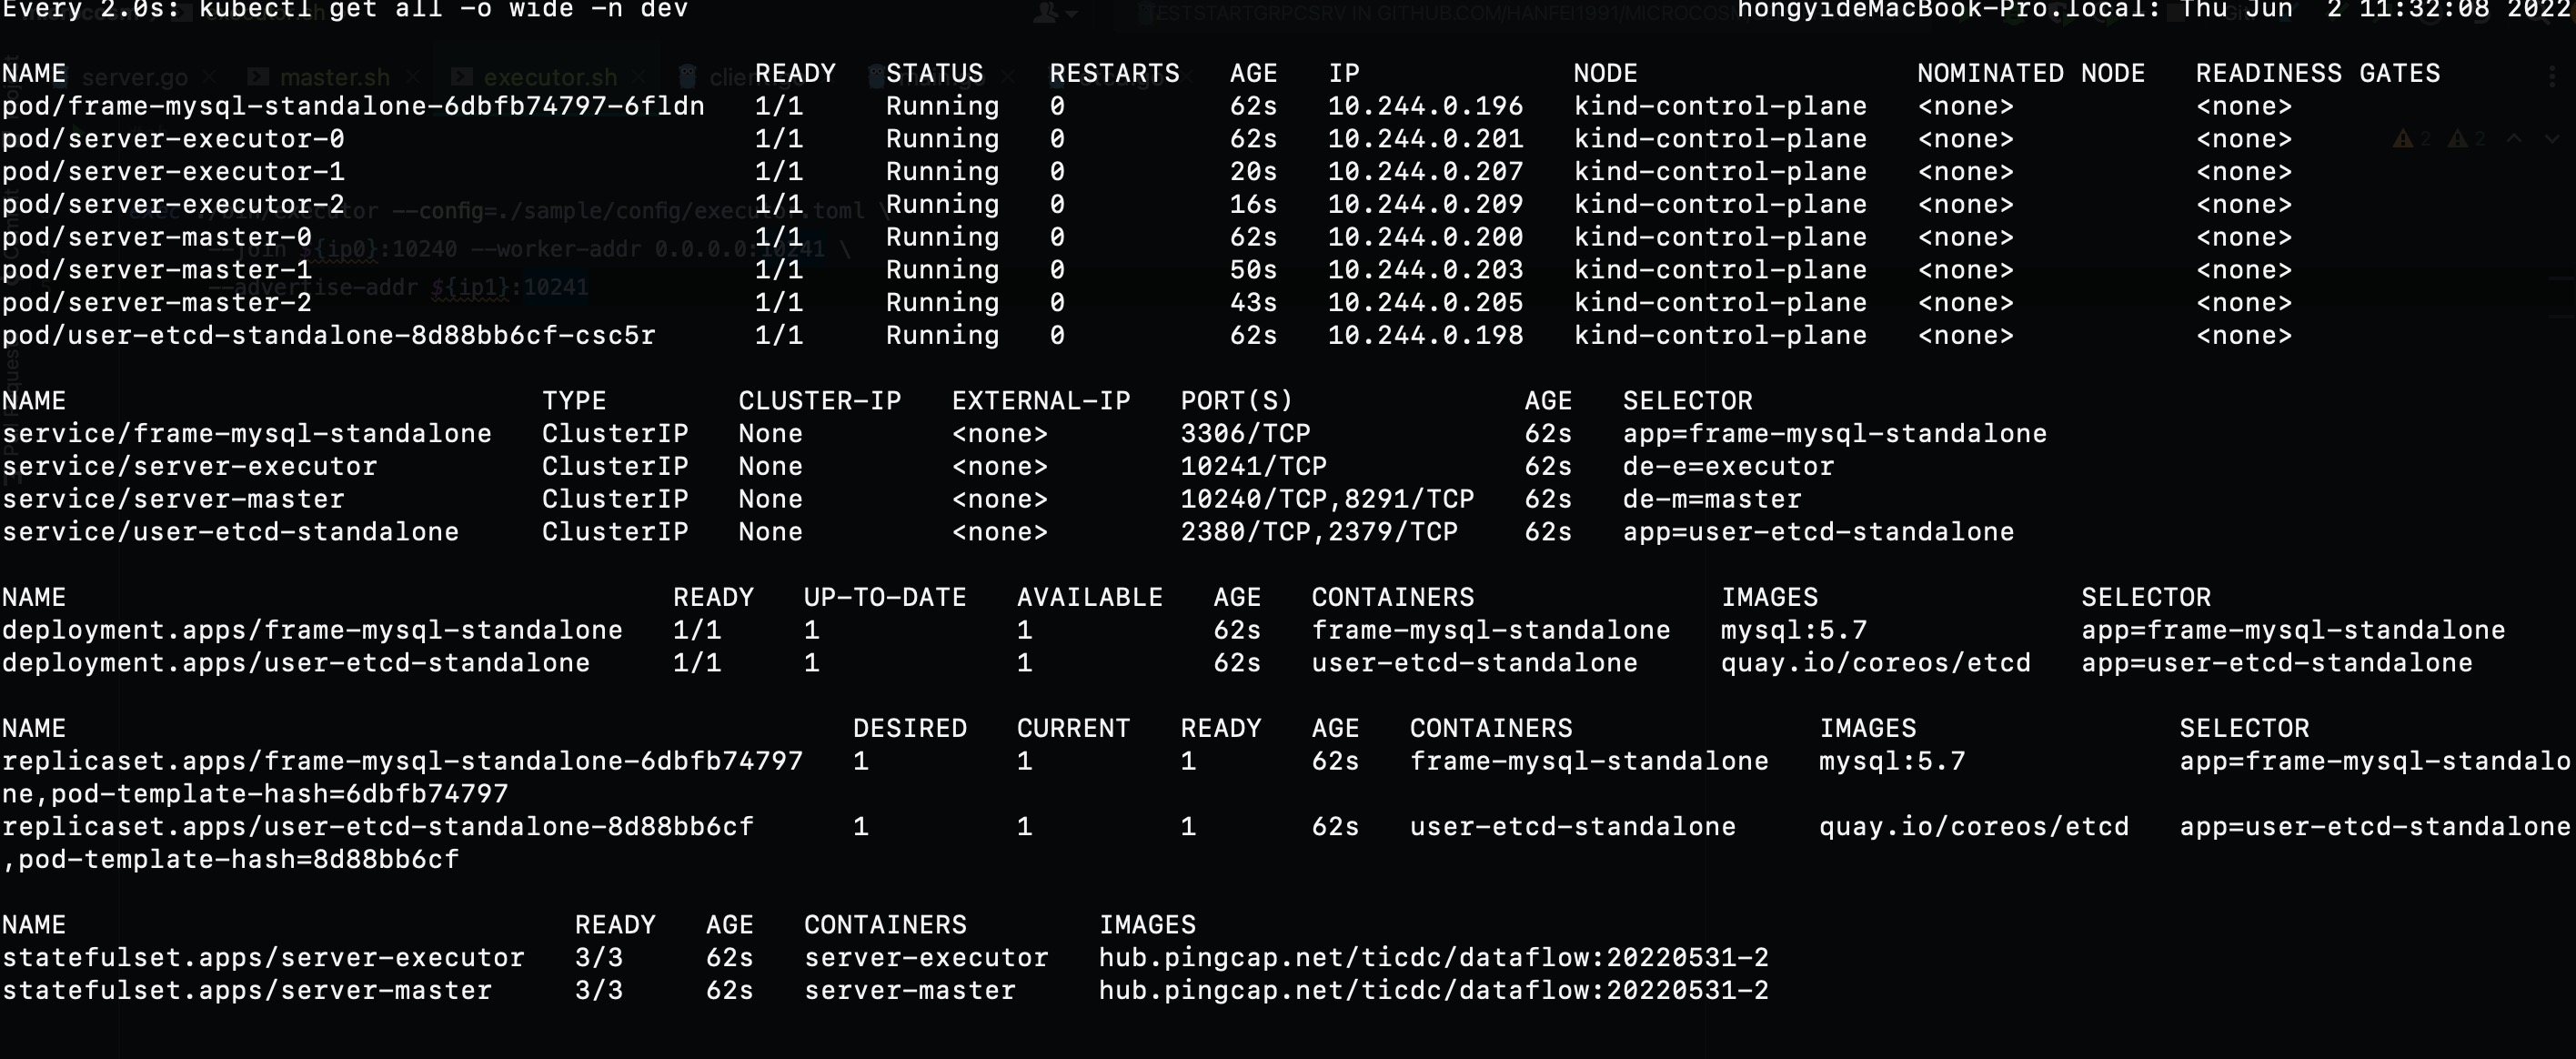 Every 2.0s: kubectl get all -o wide -n dev hongyideMacBook-Pro.local: Thu Jun  2 11:32:08 2022
NAME READY STATUS RESTARTS AGE IP NODE NOMINATED NODE READINESS GATES
pod/frame-mysql-standalone-6dbfb74797-6fldn 1/1 Running 0 62s 10.244.0.196 kind-control-plane <none> <none>
pod/server-executor-0 1/1 Running 0 62s 10.244.0.201 kind-control-plane <none> <none>
pod/server-executor-1 1/1 Running 0 20s 10.244.0.207 kind-control-plane <none> <none>
pod/server-executor-2 1/1 Running 0 16s 10.244.0.209 kind-control-plane <none> <none>
pod/server-master-0 1/1 Running 0 62s 10.244.0.200 kind-control-plane <none> <none>
pod/server-master-1 1/1 Running 0 50s 10.244.0.203 kind-control-plane <none> <none>
pod/server-master-2 1/1 Running 0 43s 10.244.0.205 kind-control-plane <none> <none>
pod/user-etcd-standalone-8d88bb6cf-csc5r 1/1 Running 0 62s 10.244.0.198 kind-control-plane <none> <none>
NAME TYPE CLUSTER-IP EXTERNAL-IP PORT(S) AGE SELECTOR
service/frame-mysql-standalone ClusterIP None <none> 3306/TCP 62s app=frame-mysql-standalone
service/server-executor ClusterIP None <none> 10241/TCP 62s de-e=executor
service/server-master ClusterIP None <none> 10240/TCP,8291/TCP 62s de-m=master
service/user-etcd-standalone ClusterIP None <none> 2380/TCP,2379/TCP 62s app=user-etcd-standalone
NAME READY UP-TO-DATE AVAILABLE AGE CONTAINERS IMAGES SELECTOR
deployment.apps/frame-mysql-standalone 1/1 1 1 62s frame-mysql-standalone mysql:5.7 app=frame-mysql-standalone
deployment.apps/user-etcd-standalone 1/1 1 1 62s user-etcd-standalone quay.io/coreos/etcd app=user-etcd-standalone
NAME DESIRED CURRENT READY AGE CONTAINERS IMAGES SELECTOR
replicaset.apps/frame-mysql-standalone-6dbfb74797 1 1 1 62s frame-mysql-standalone mysql:5.7 app=frame-mysql-standalo
ne,pod-template-hash=6dbfb74797
replicaset.apps/user-etcd-standalone-8d88bb6cf 1 1 1 62s user-etcd-standalone quay.io/coreos/etcd app=user-etcd-standalone
,pod-template-hash=8d88bb6cf
NAME READY AGE CONTAINERS IMAGES
statefulset.apps/server-executor 3/3 62s server-executor hub.pingcap.net/ticdc/dataflow:20220531-2
statefulset.apps/server-master 3/3 62s server-master hub.pingcap.net/ticdc/dataflow:20220531-2